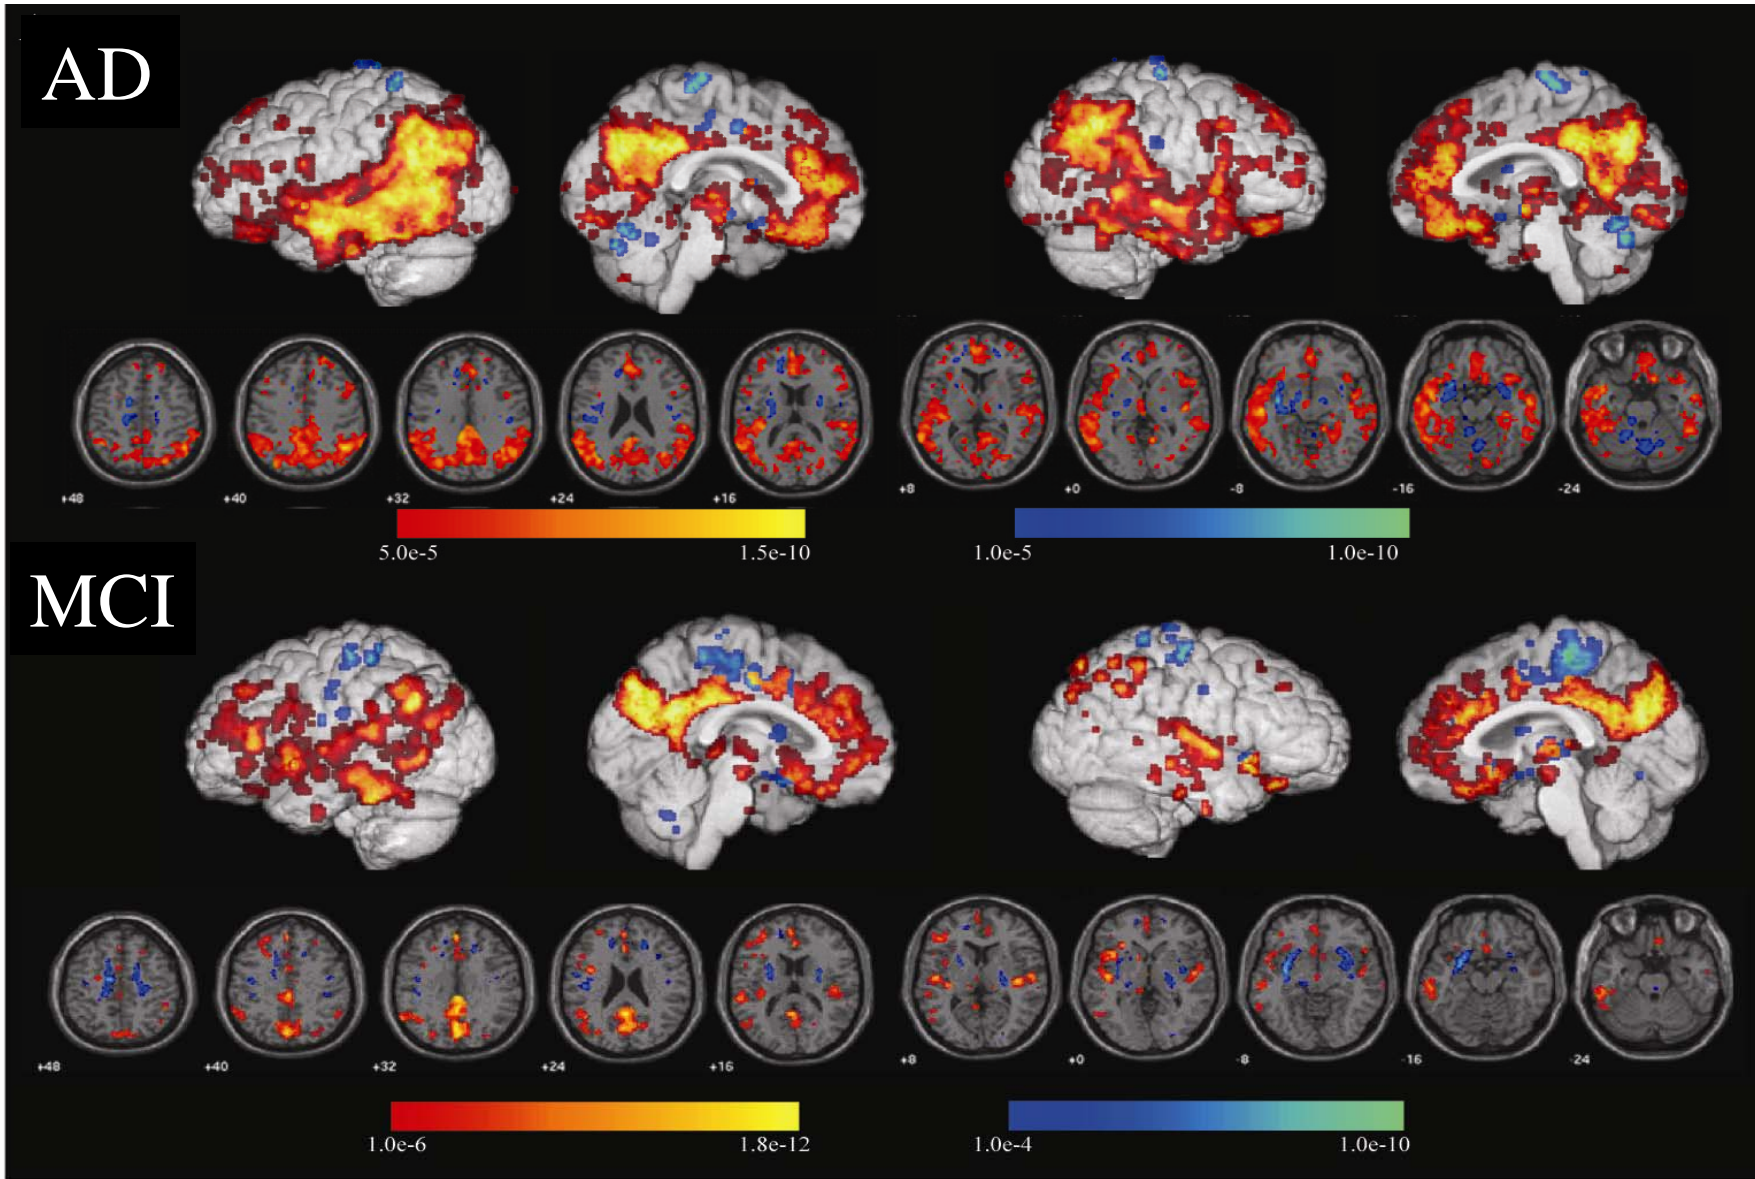 AD
+48 +40 +32 +24 +16 +8 +0 -8 -16 -24
5.0e-5 1.5e-10 1.0e-5 1.0e-10
MCI
+48 +40 +32 +24 +16 +8 +0 -8 -16 -24
1.0e-6 1.8e-12 1.0e-4 1.0e-10